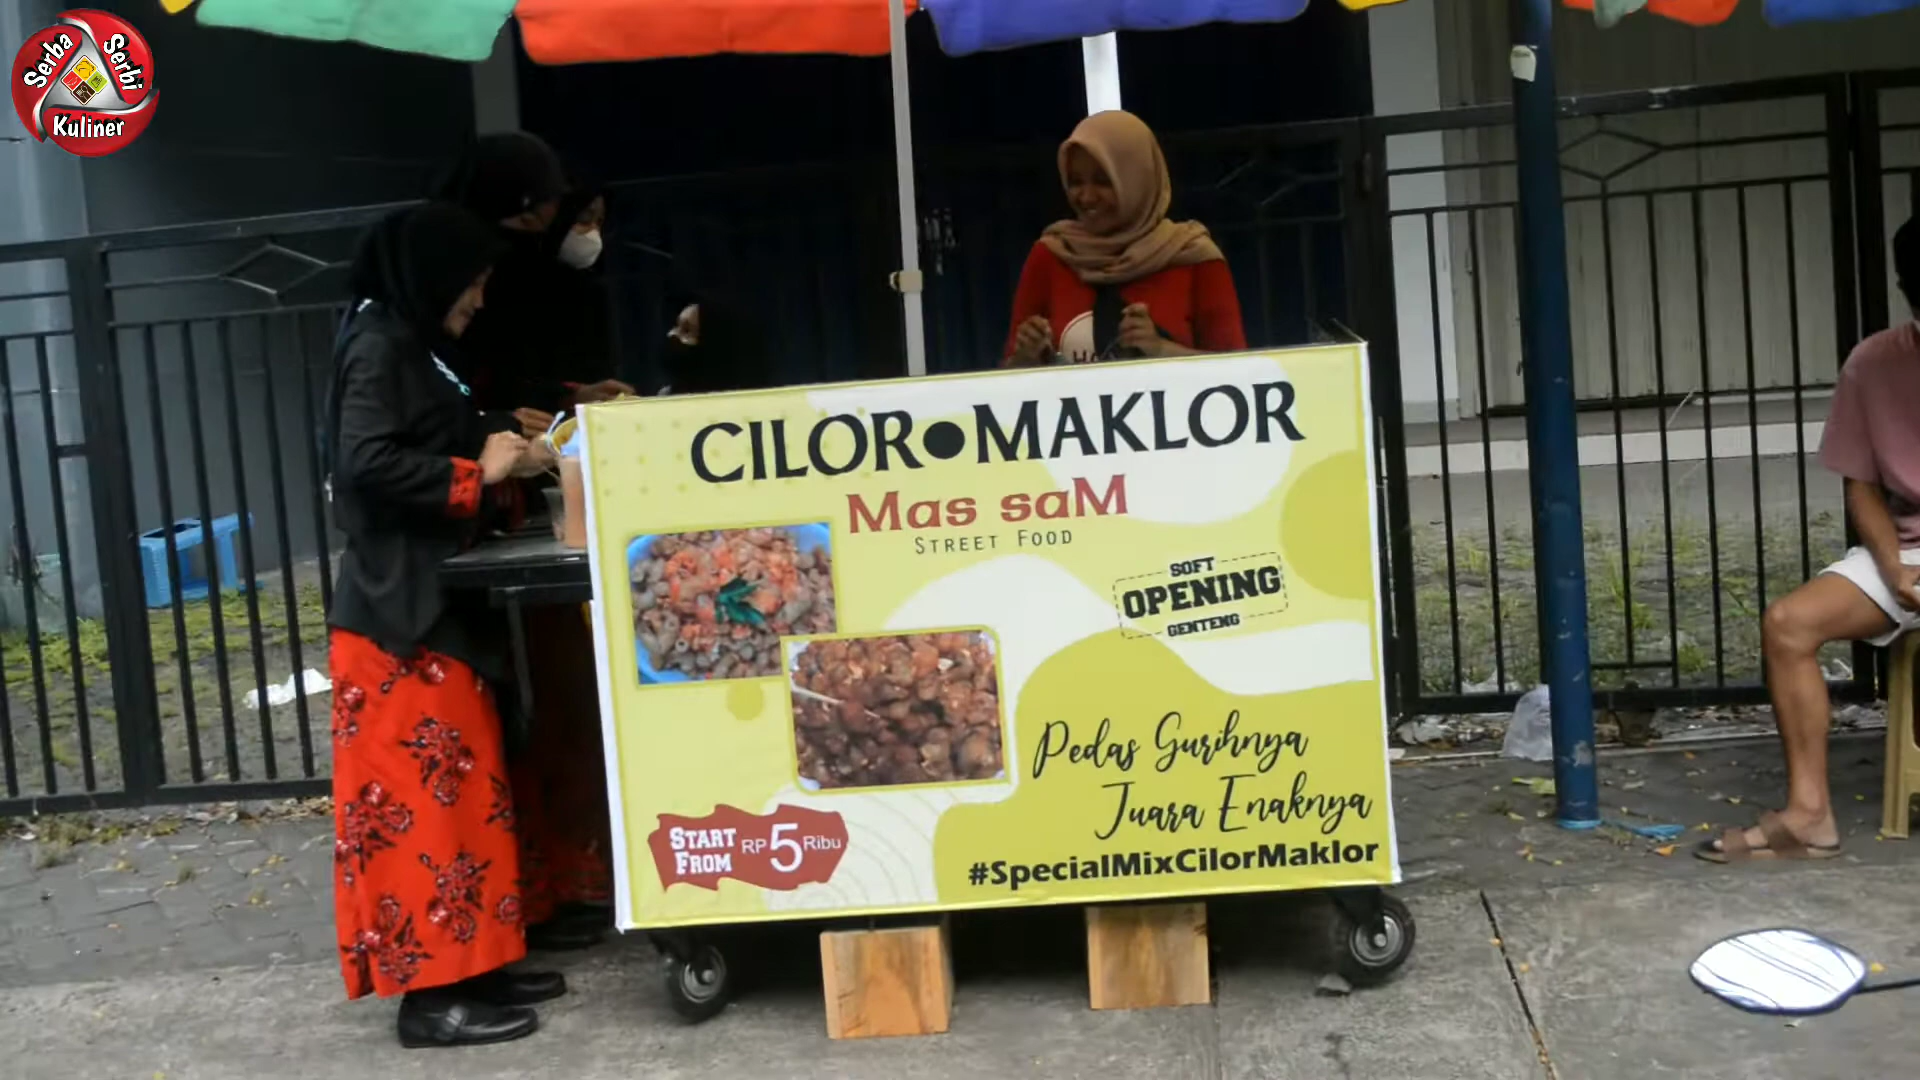 Serba Serbi
Kuliner
CILOR●MAKLOR
Mas saM
STREET FOOD
SOFT
OPENING
GENTENG
Pedas Gurihnya
Juara Enaknya
START FROM RP 5 Ribu
#SpecialMixCilorMaklor